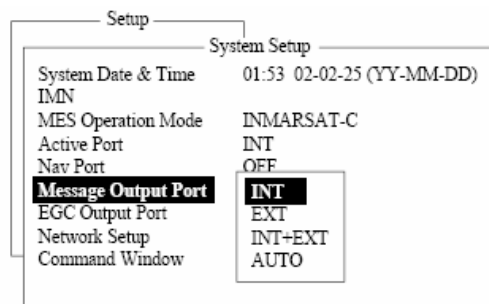 Setup
System Setup
System Date & Time 01:53 02-02-25 (YY-MM-DD)
IMN
MES Operation Mode INMARSAT-C
Active Port INT
Nav Port OFF
Message Output Port INT
EGC Output Port EXT
Network Setup INT+EXT
Command Window AUTO